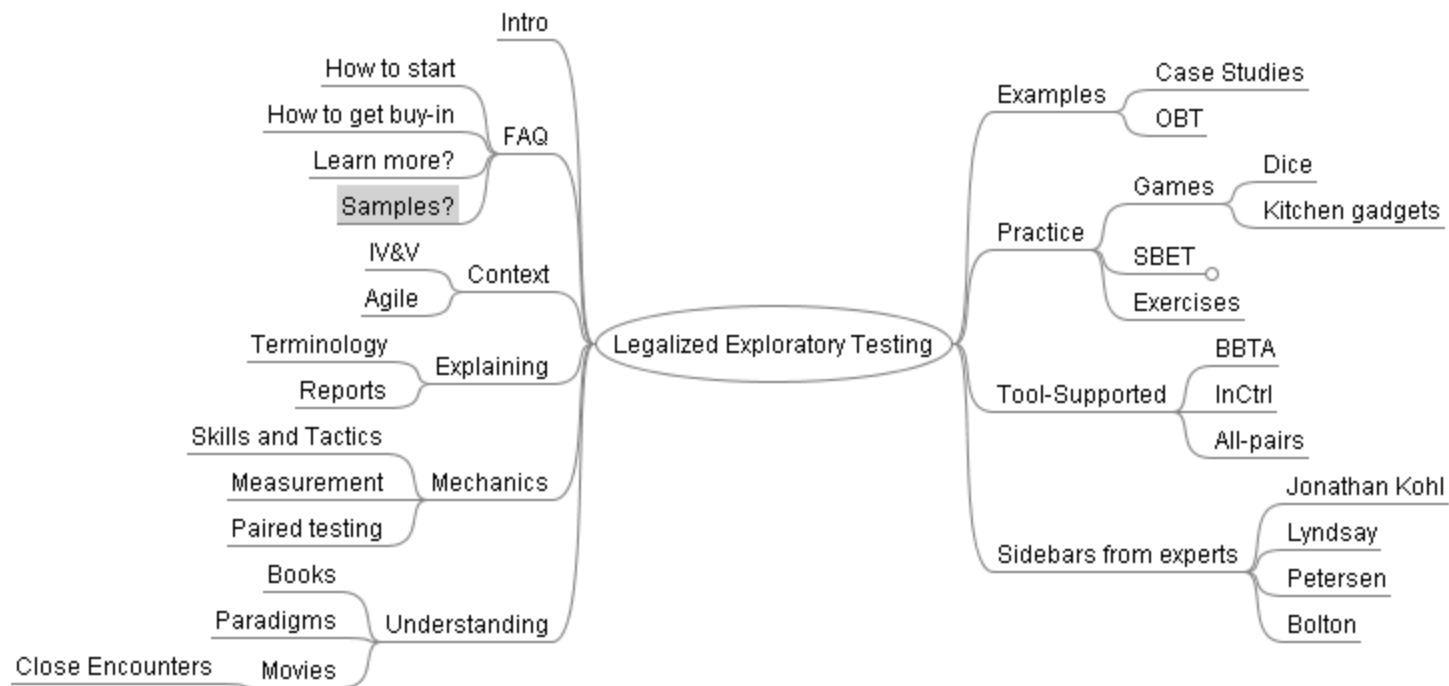 Intro
How to start
How to get buy-in
FAQ
Learn more?
Samples?
IV&V
Context
Agile
Terminology
Explaining
Reports
Skills and Tactics
Measurement
Mechanics
Paired testing
Books
Paradigms
Understanding
Close Encounters
Movies
Legalized Exploratory Testing
Examples
Case Studies
OBT
Practice
Games
Dice
Kitchen gadgets
SBET
Exercises
Tool-Supported
BBTA
InCtrl
All-pairs
Sidebars from experts
Jonathan Kohl
Lyndsay
Petersen
Bolton